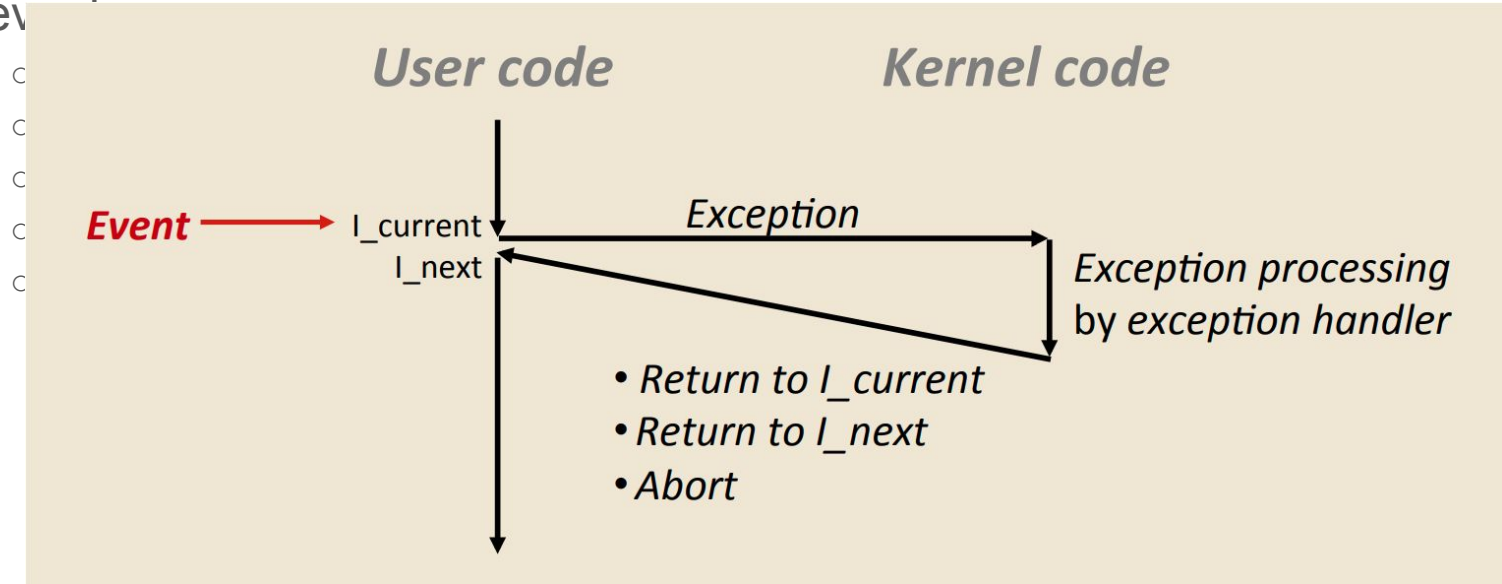 User code Kernel code
Event I_current Exception
I_next
Exception processing
by exception handler
• Return to I_current
• Return to I_next
• Abort